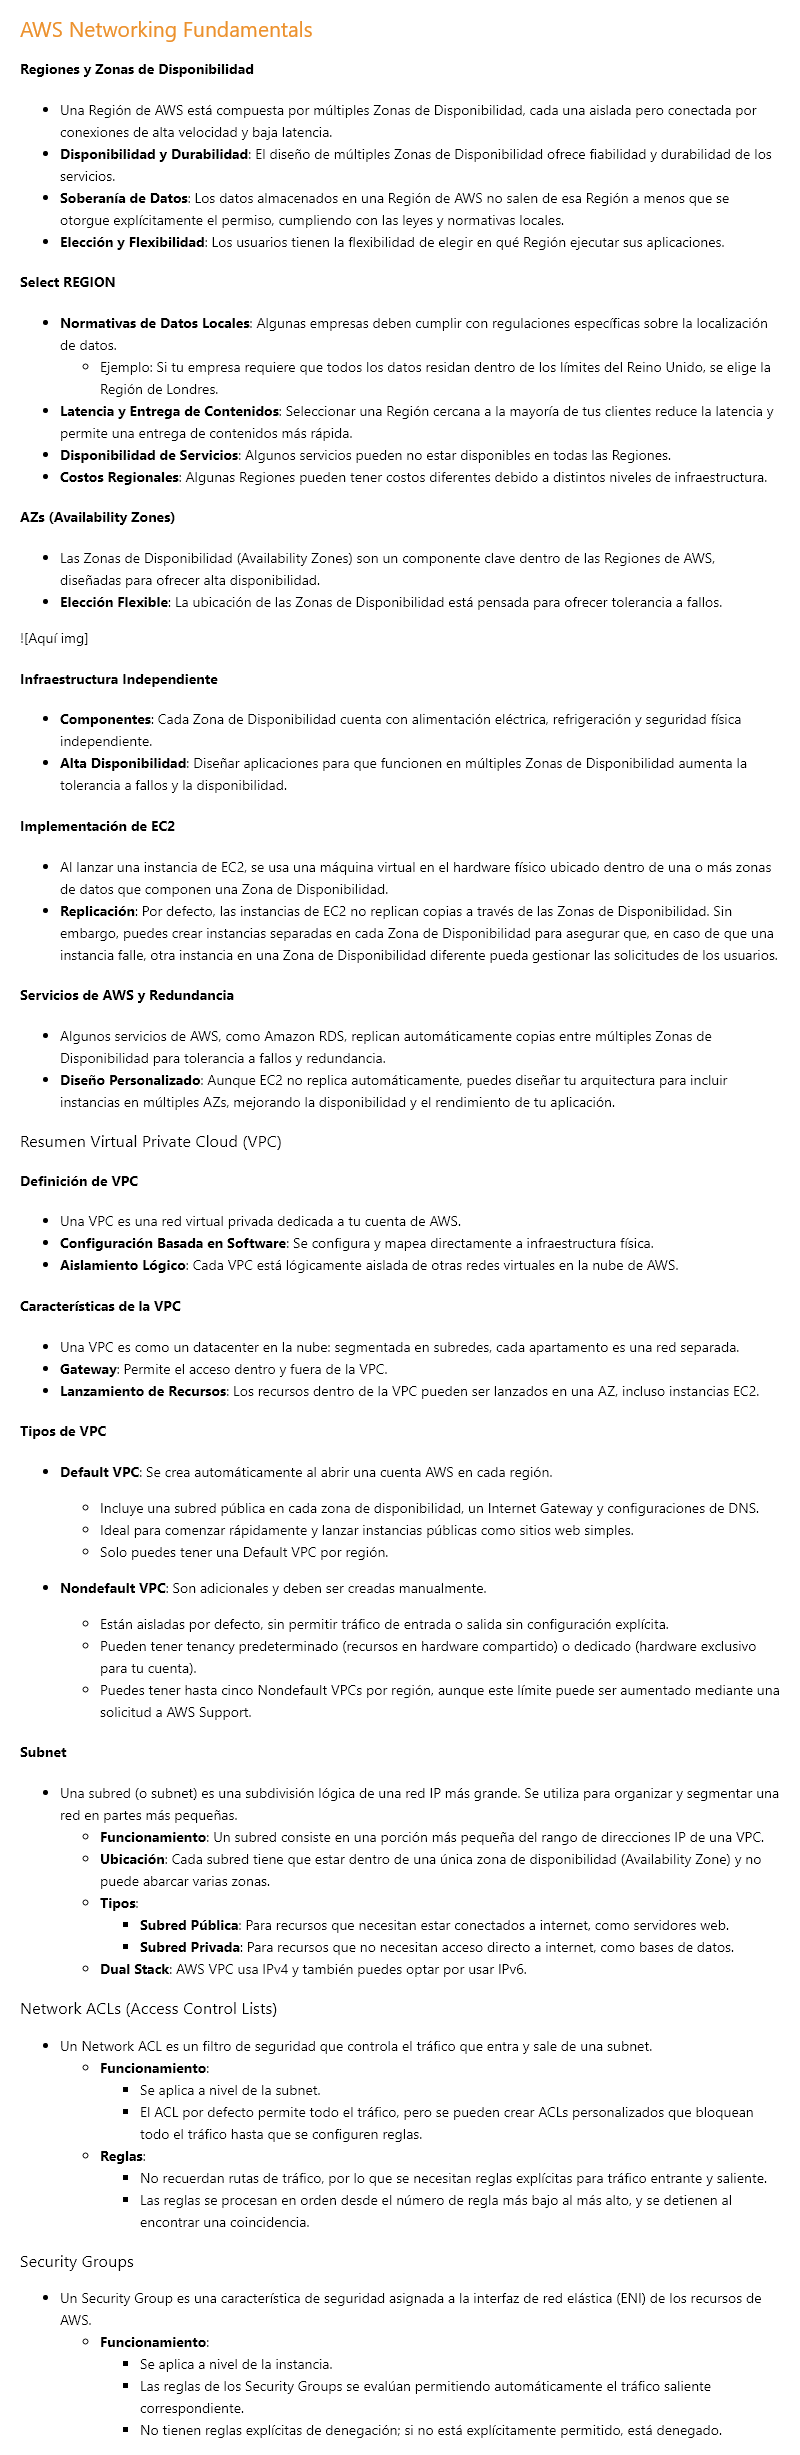 AWS Networking Fundamentals
Regiones y Zonas de Disponibilidad
• Una Región de AWS está compuesta por múltiples Zonas de Disponibilidad, cada una aislada pero conectada por
conexiones de alta velocidad y baja latencia.
• Disponibilidad y Durabilidad: El diseño de múltiples Zonas de Disponibilidad ofrece fiabilidad y durabilidad de los
servicios.
• Soberanía de Datos: Los datos almacenados en una Región de AWS no salen de esa Región a menos que se
otorgue explícitamente el permiso, cumpliendo con las leyes y normativas locales.
• Elección y Flexibilidad: Los usuarios tienen la flexibilidad de elegir en qué Región ejecutar sus aplicaciones.
Select REGION
• Normativas de Datos Locales: Algunas empresas deben cumplir con regulaciones específicas sobre la localización
de datos.
◦ Ejemplo: Si tu empresa requiere que todos los datos residan dentro de los límites del Reino Unido, se elige la
Región de Londres.
• Latencia y Entrega de Contenidos: Seleccionar una Región cercana a la mayoría de tus clientes reduce la latencia y
permite una entrega de contenidos más rápida.
• Disponibilidad de Servicios: Algunos servicios pueden no estar disponibles en todas las Regiones.
• Costos Regionales: Algunas Regiones pueden tener costos diferentes debido a distintos niveles de infraestructura.
AZs (Availability Zones)
• Las Zonas de Disponibilidad (Availability Zones) son un componente clave dentro de las Regiones de AWS,
diseñadas para ofrecer alta disponibilidad.
• Elección Flexible: La ubicación de las Zonas de Disponibilidad está pensada para ofrecer tolerancia a fallos.
![Aquí img]
Infraestructura Independiente
• Componentes: Cada Zona de Disponibilidad cuenta con alimentación eléctrica, refrigeración y seguridad física
independiente.
• Alta Disponibilidad: Diseñar aplicaciones para que funcionen en múltiples Zonas de Disponibilidad aumenta la
tolerancia a fallos y la disponibilidad.
Implementación de EC2
• Al lanzar una instancia de EC2, se usa una máquina virtual en el hardware físico ubicado dentro de una o más zonas
de datos que componen una Zona de Disponibilidad.
• Replicación: Por defecto, las instancias de EC2 no replican copias a través de las Zonas de Disponibilidad. Sin
embargo, puedes crear instancias separadas en cada Zona de Disponibilidad para asegurar que, en caso de que una
instancia falle, otra instancia en una Zona de Disponibilidad diferente pueda gestionar las solicitudes de los usuarios.
Servicios de AWS y Redundancia
• Algunos servicios de AWS, como Amazon RDS, replican automáticamente copias entre múltiples Zonas de
Disponibilidad para tolerancia a fallos y redundancia.
• Diseño Personalizado: Aunque EC2 no replica automáticamente, puedes diseñar tu arquitectura para incluir
instancias en múltiples AZs, mejorando la disponibilidad y el rendimiento de tu aplicación.
Resumen Virtual Private Cloud (VPC)
Definición de VPC
• Una VPC es una red virtual privada dedicada a tu cuenta de AWS.
• Configuración Basada en Software: Se configura y mapea directamente a infraestructura física.
• Aislamiento Lógico: Cada VPC está lógicamente aislada de otras redes virtuales en la nube de AWS.
Características de la VPC
• Una VPC es como un datacenter en la nube: segmentada en subredes, cada apartamento es una red separada.
• Gateway: Permite el acceso dentro y fuera de la VPC.
• Lanzamiento de Recursos: Los recursos dentro de la VPC pueden ser lanzados en una AZ, incluso instancias EC2.
Tipos de VPC
• Default VPC: Se crea automáticamente al abrir una cuenta AWS en cada región.
◦ Incluye una subred pública en cada zona de disponibilidad, un Internet Gateway y configuraciones de DNS.
◦ Ideal para comenzar rápidamente y lanzar instancias públicas como sitios web simples.
◦ Solo puedes tener una Default VPC por región.
• Nondefault VPC: Son adicionales y deben ser creadas manualmente.
◦ Están aisladas por defecto, sin permitir tráfico de entrada o salida sin configuración explícita.
◦ Pueden tener tenancy predeterminado (recursos en hardware compartido) o dedicado (hardware exclusivo
para tu cuenta).
◦ Puedes tener hasta cinco Nondefault VPCs por región, aunque este límite puede ser aumentado mediante una
solicitud a AWS Support.
Subnet
• Una subred (o subnet) es una subdivisión lógica de una red IP más grande. Se utiliza para organizar y segmentar una
red en partes más pequeñas.
◦ Funcionamiento: Un subred consiste en una porción más pequeña del rango de direcciones IP de una VPC.
◦ Ubicación: Cada subred tiene que estar dentro de una única zona de disponibilidad (Availability Zone) y no
puede abarcar varias zonas.
◦ Tipos:
▪ Subred Pública: Para recursos que necesitan estar conectados a internet, como servidores web.
▪ Subred Privada: Para recursos que no necesitan acceso directo a internet, como bases de datos.
◦ Dual Stack: AWS VPC usa IPv4 y también puedes optar por usar IPv6.
Network ACLs (Access Control Lists)
• Un Network ACL es un filtro de seguridad que controla el tráfico que entra y sale de una subnet.
◦ Funcionamiento:
▪ Se aplica a nivel de la subnet.
▪ El ACL por defecto permite todo el tráfico, pero se pueden crear ACLs personalizados que bloquean
todo el tráfico hasta que se configuren reglas.
◦ Reglas:
▪ No recuerdan rutas de tráfico, por lo que se necesitan reglas explícitas para tráfico entrante y saliente.
▪ Las reglas se procesan en orden desde el número de regla más bajo al más alto, y se detienen al
encontrar una coincidencia.
Security Groups
• Un Security Group es una característica de seguridad asignada a la interfaz de red elástica (ENI) de los recursos de
AWS.
◦ Funcionamiento:
▪ Se aplica a nivel de la instancia.
▪ Las reglas de los Security Groups se evalúan permitiendo automáticamente el tráfico saliente
correspondiente.
▪ No tienen reglas explícitas de denegación; si no está explícitamente permitido, está denegado.